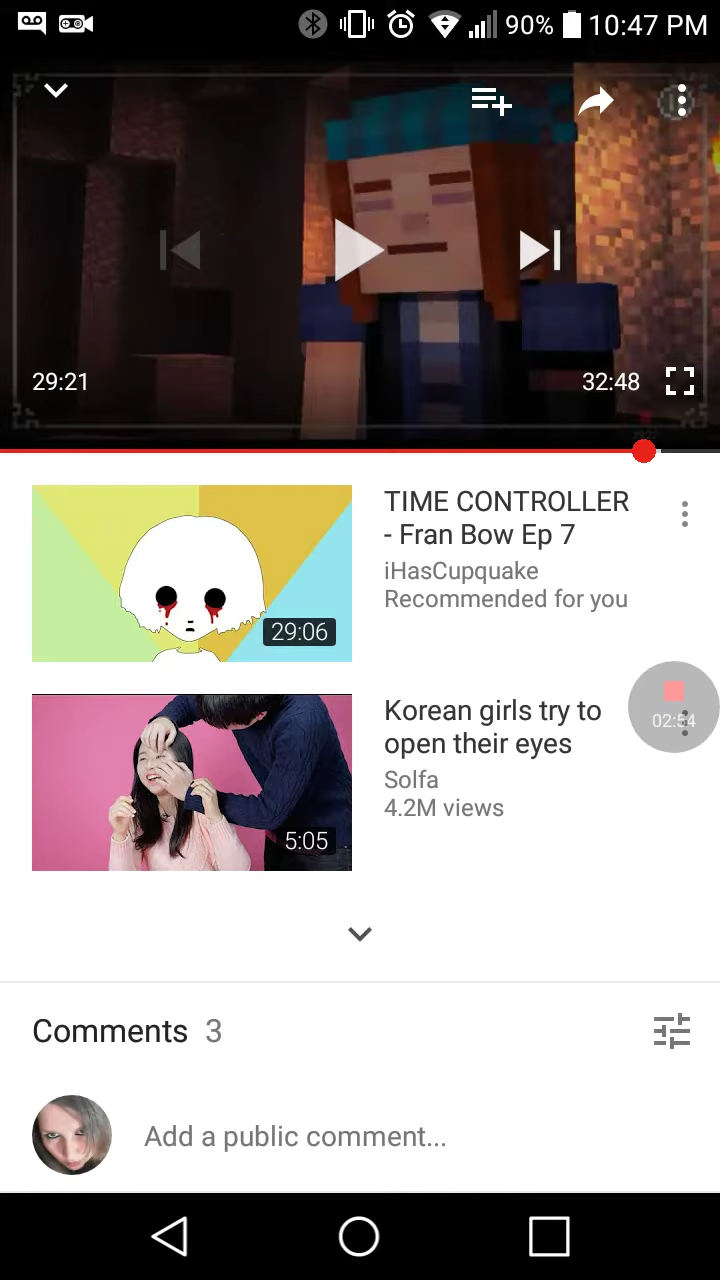 90% 10:47 PM
29:21
32:48
TIME CONTROLLER
- Fran Bow Ep 7
iHasCupquake
Recommended for you
29:06
Korean girls try to
open their eyes
Solfa
4.2M views
5:05
02:54
Comments 3
Add a public comment...